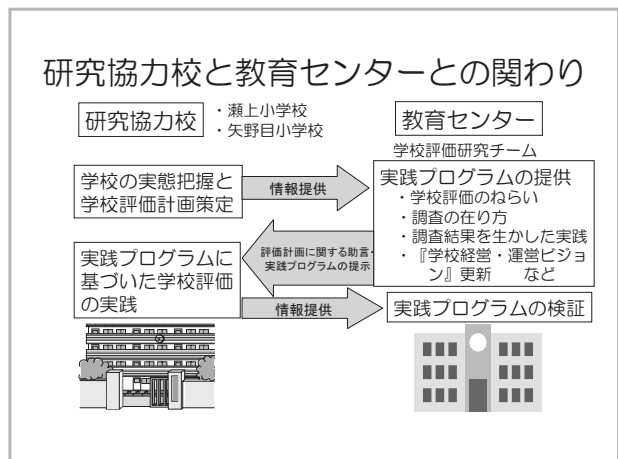 研究協力校と教育センターとの関わり
研究協力校
・瀬上小学校
・矢野目小学校
教育センター
学校評価研究チーム
学校の実態把握と
学校評価計画策定
情報提供
実践プログラムの提供
・学校評価のねらい
・調査の在り方
・調査結果を生かした実践
・『学校経営・運営ビジョ
ン』更新　　など
評価計画に関する助言・
実践プログラムの提示
実践プログラムに
基づいた学校評価
の実践
情報提供
実践プログラムの検証